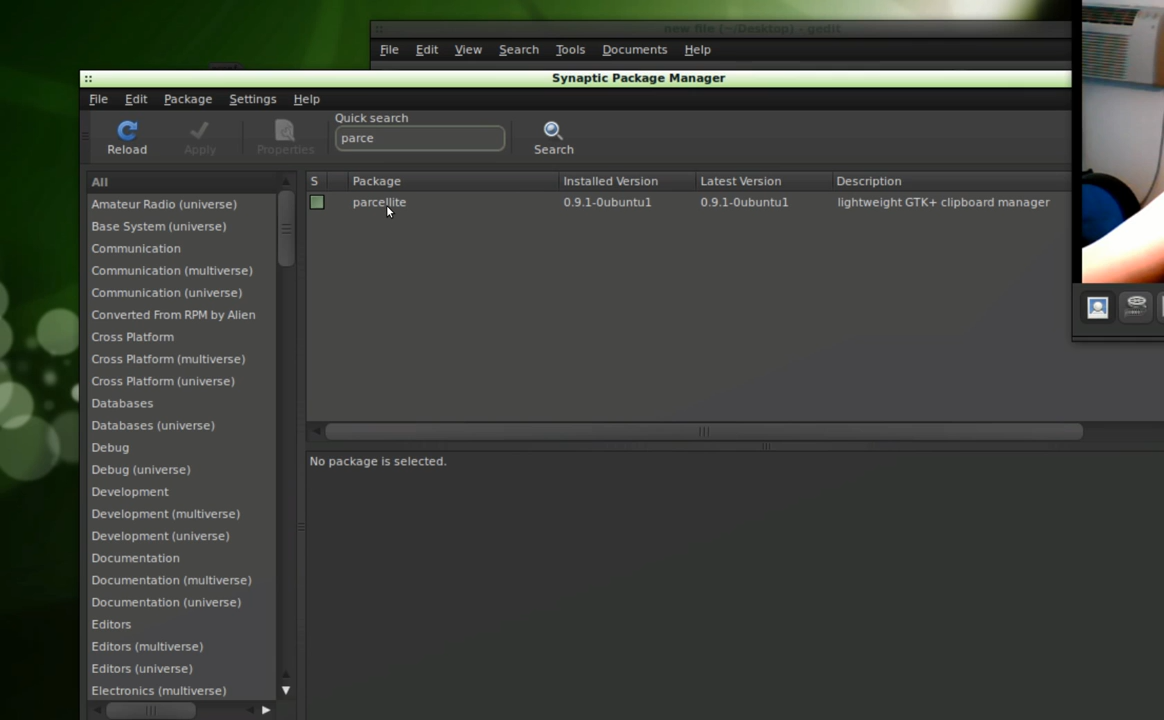 new file (~/Desktop) - gedit
File Edit View Search Tools Documents Help
Synaptic Package Manager
File Edit Package Settings Help
Reload
Apply
Properties
Quick search
parce
Search
All
Amateur Radio (universe)
Base System (universe)
Communication
Communication (multiverse)
Communication (universe)
Converted From RPM by Alien
Cross Platform
Cross Platform (multiverse)
Cross Platform (universe)
Databases
Databases (universe)
Debug
Debug (universe)
Development
Development (multiverse)
Development (universe)
Documentation
Documentation (multiverse)
Documentation (universe)
Editors
Editors (multiverse)
Editors (universe)
Electronics (multiverse)
S Package Installed Version Latest Version Description
parcellite 0.9.1-0ubuntu1 0.9.1-0ubuntu1 lightweight GTK+ clipboard manager
No package is selected.